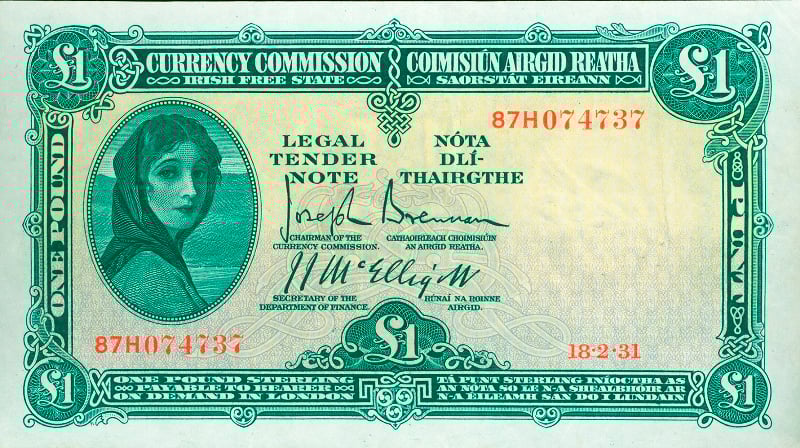 £1
CURRENCY COMMISSION
IRISH FREE STATE
COIMISIÚN AIRGID REATHA
SAORSTÁT EIREANN
£1
87H074737
LEGAL
TENDER
NOTE
NÓTA
DLÍ-
THAIRGTHE
ONE POUND
PUNT
Joseph Brennan
CHAIRMAN OF THE
CURRENCY COMMISSION.
CATHAOIRLEACH CHOIMISIÚIN
AN AIRGID REATHA.
J J McElligott
SECRETARY OF THE
DEPARTMENT OF FINANCE.
RÚNAÍ NA ROINNE
AIRGID.
87H074737
£1
18·2·31
£1
ONE POUND STERLING
PAYABLE TO BEARER
ON DEMAND IN LONDON
TÁ PUNT STERLING INÍOCTHA AS
AN NÓTA SO LE N-A SHEALBHÓIR AR
N-A ÉILEAMH SAN DO I LUNDAIN
£1